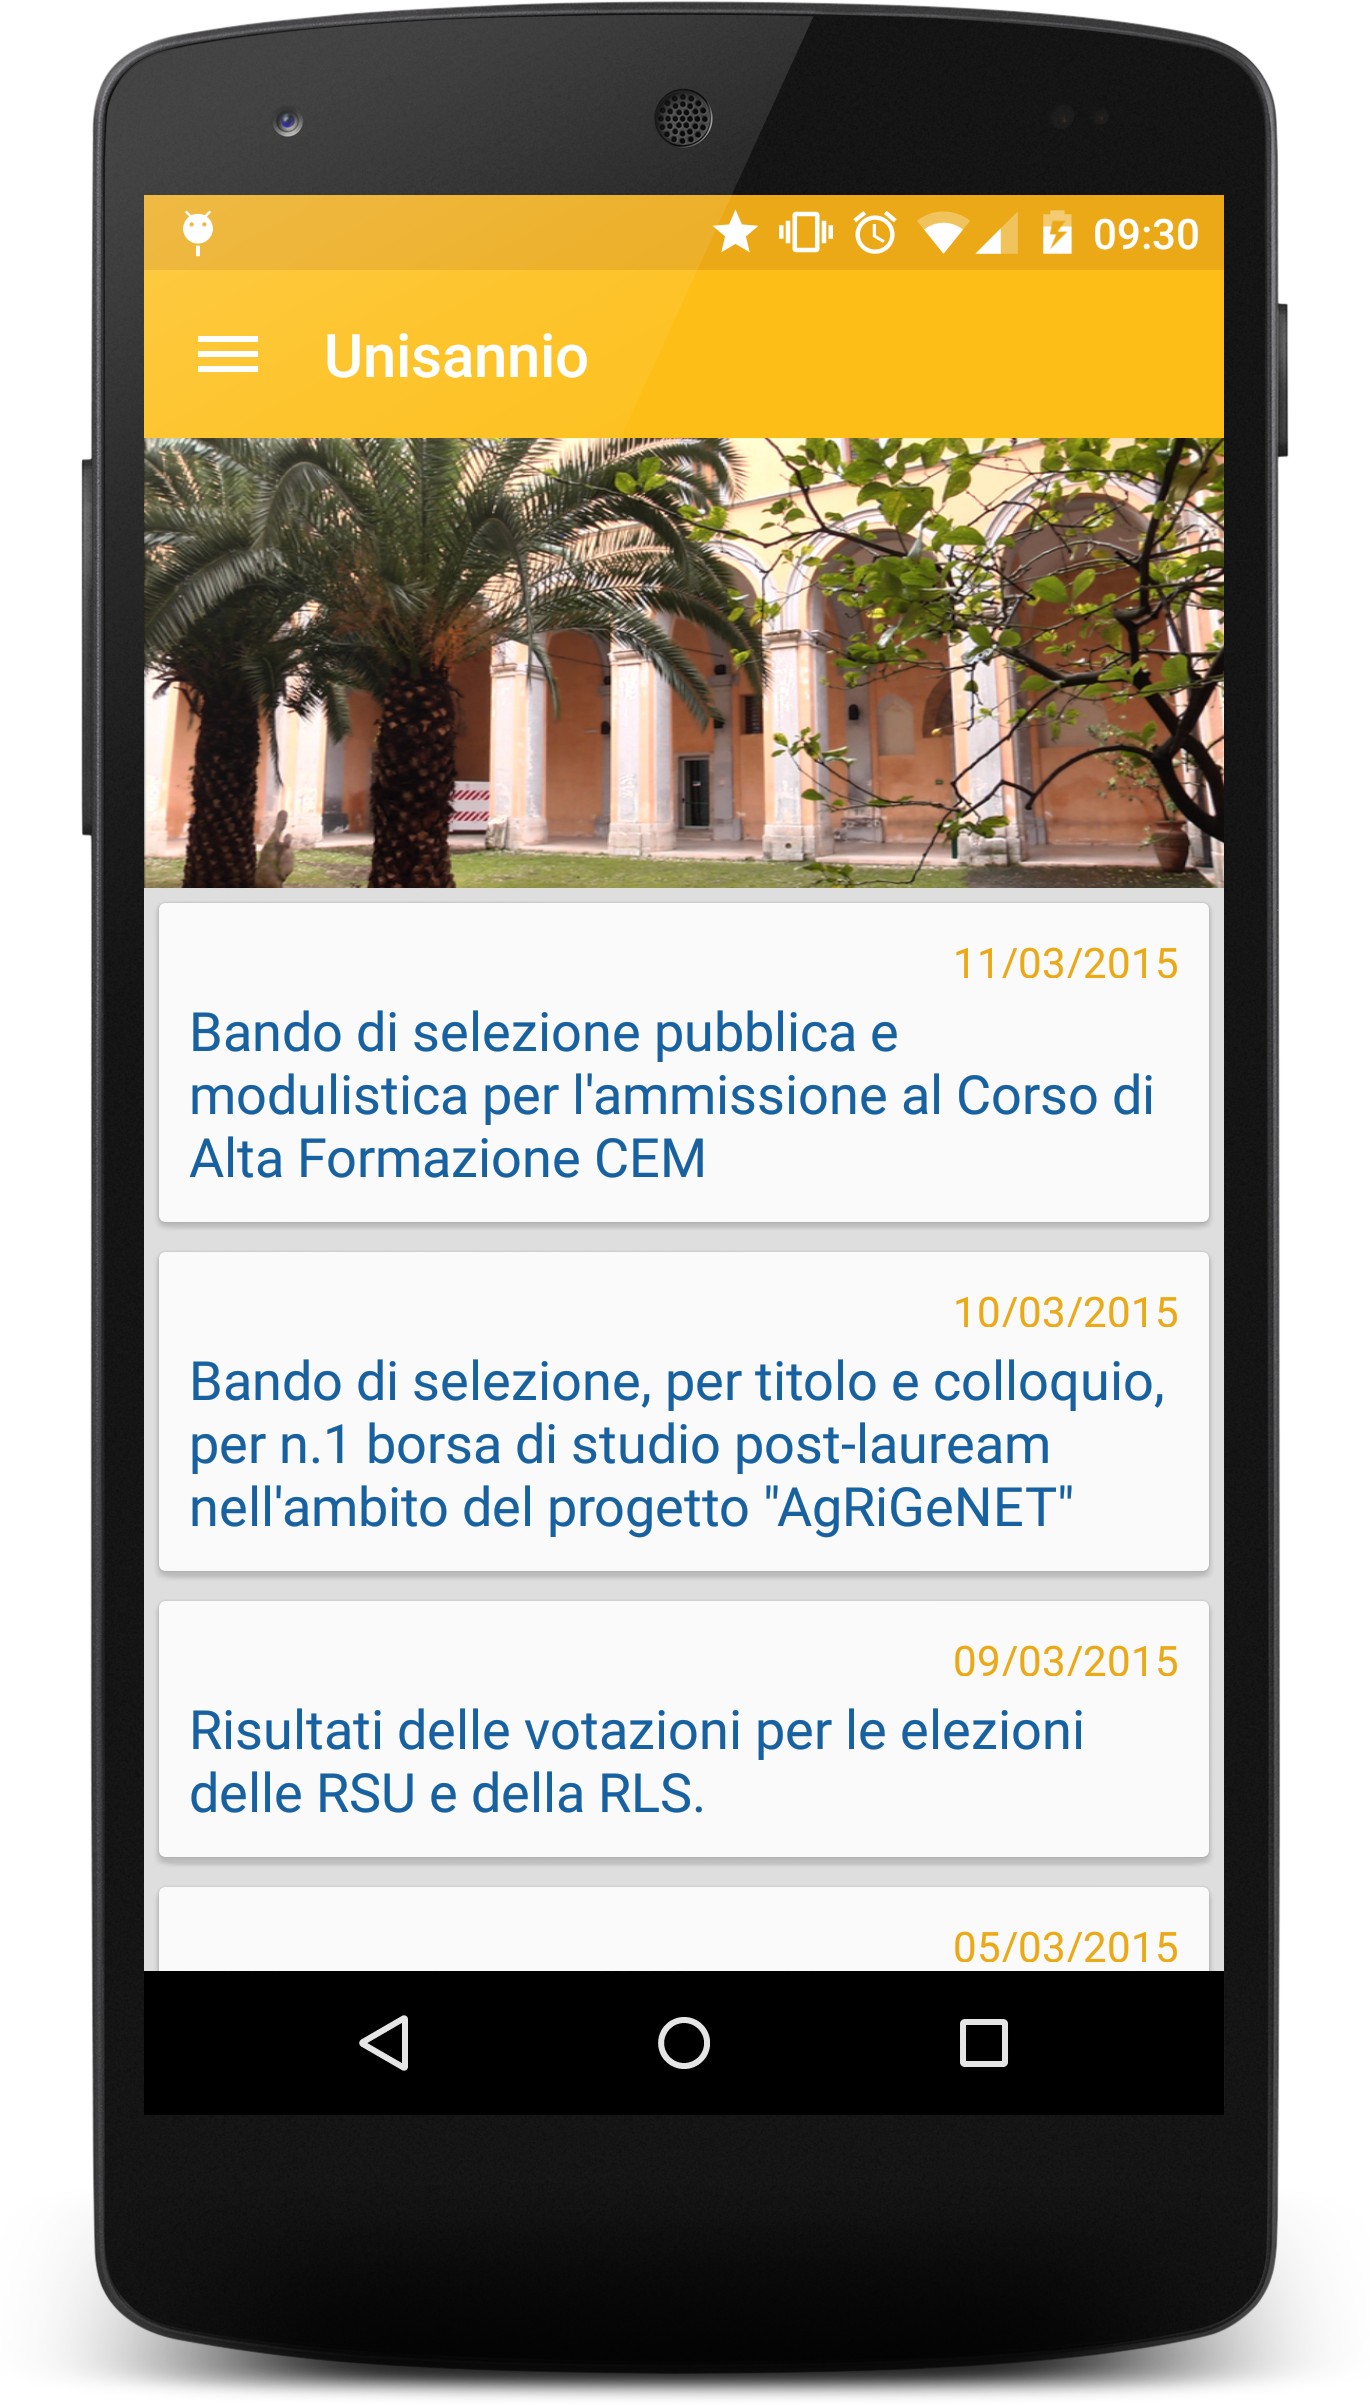 09:30
Unisannio
11/03/2015
Bando di selezione pubblica e
modulistica per l'ammissione al Corso di
Alta Formazione CEM
10/03/2015
Bando di selezione, per titolo e colloquio,
per n.1 borsa di studio post-lauream
nell'ambito del progetto "AgRiGeNET"
09/03/2015
Risultati delle votazioni per le elezioni
delle RSU e della RLS.
05/03/2015